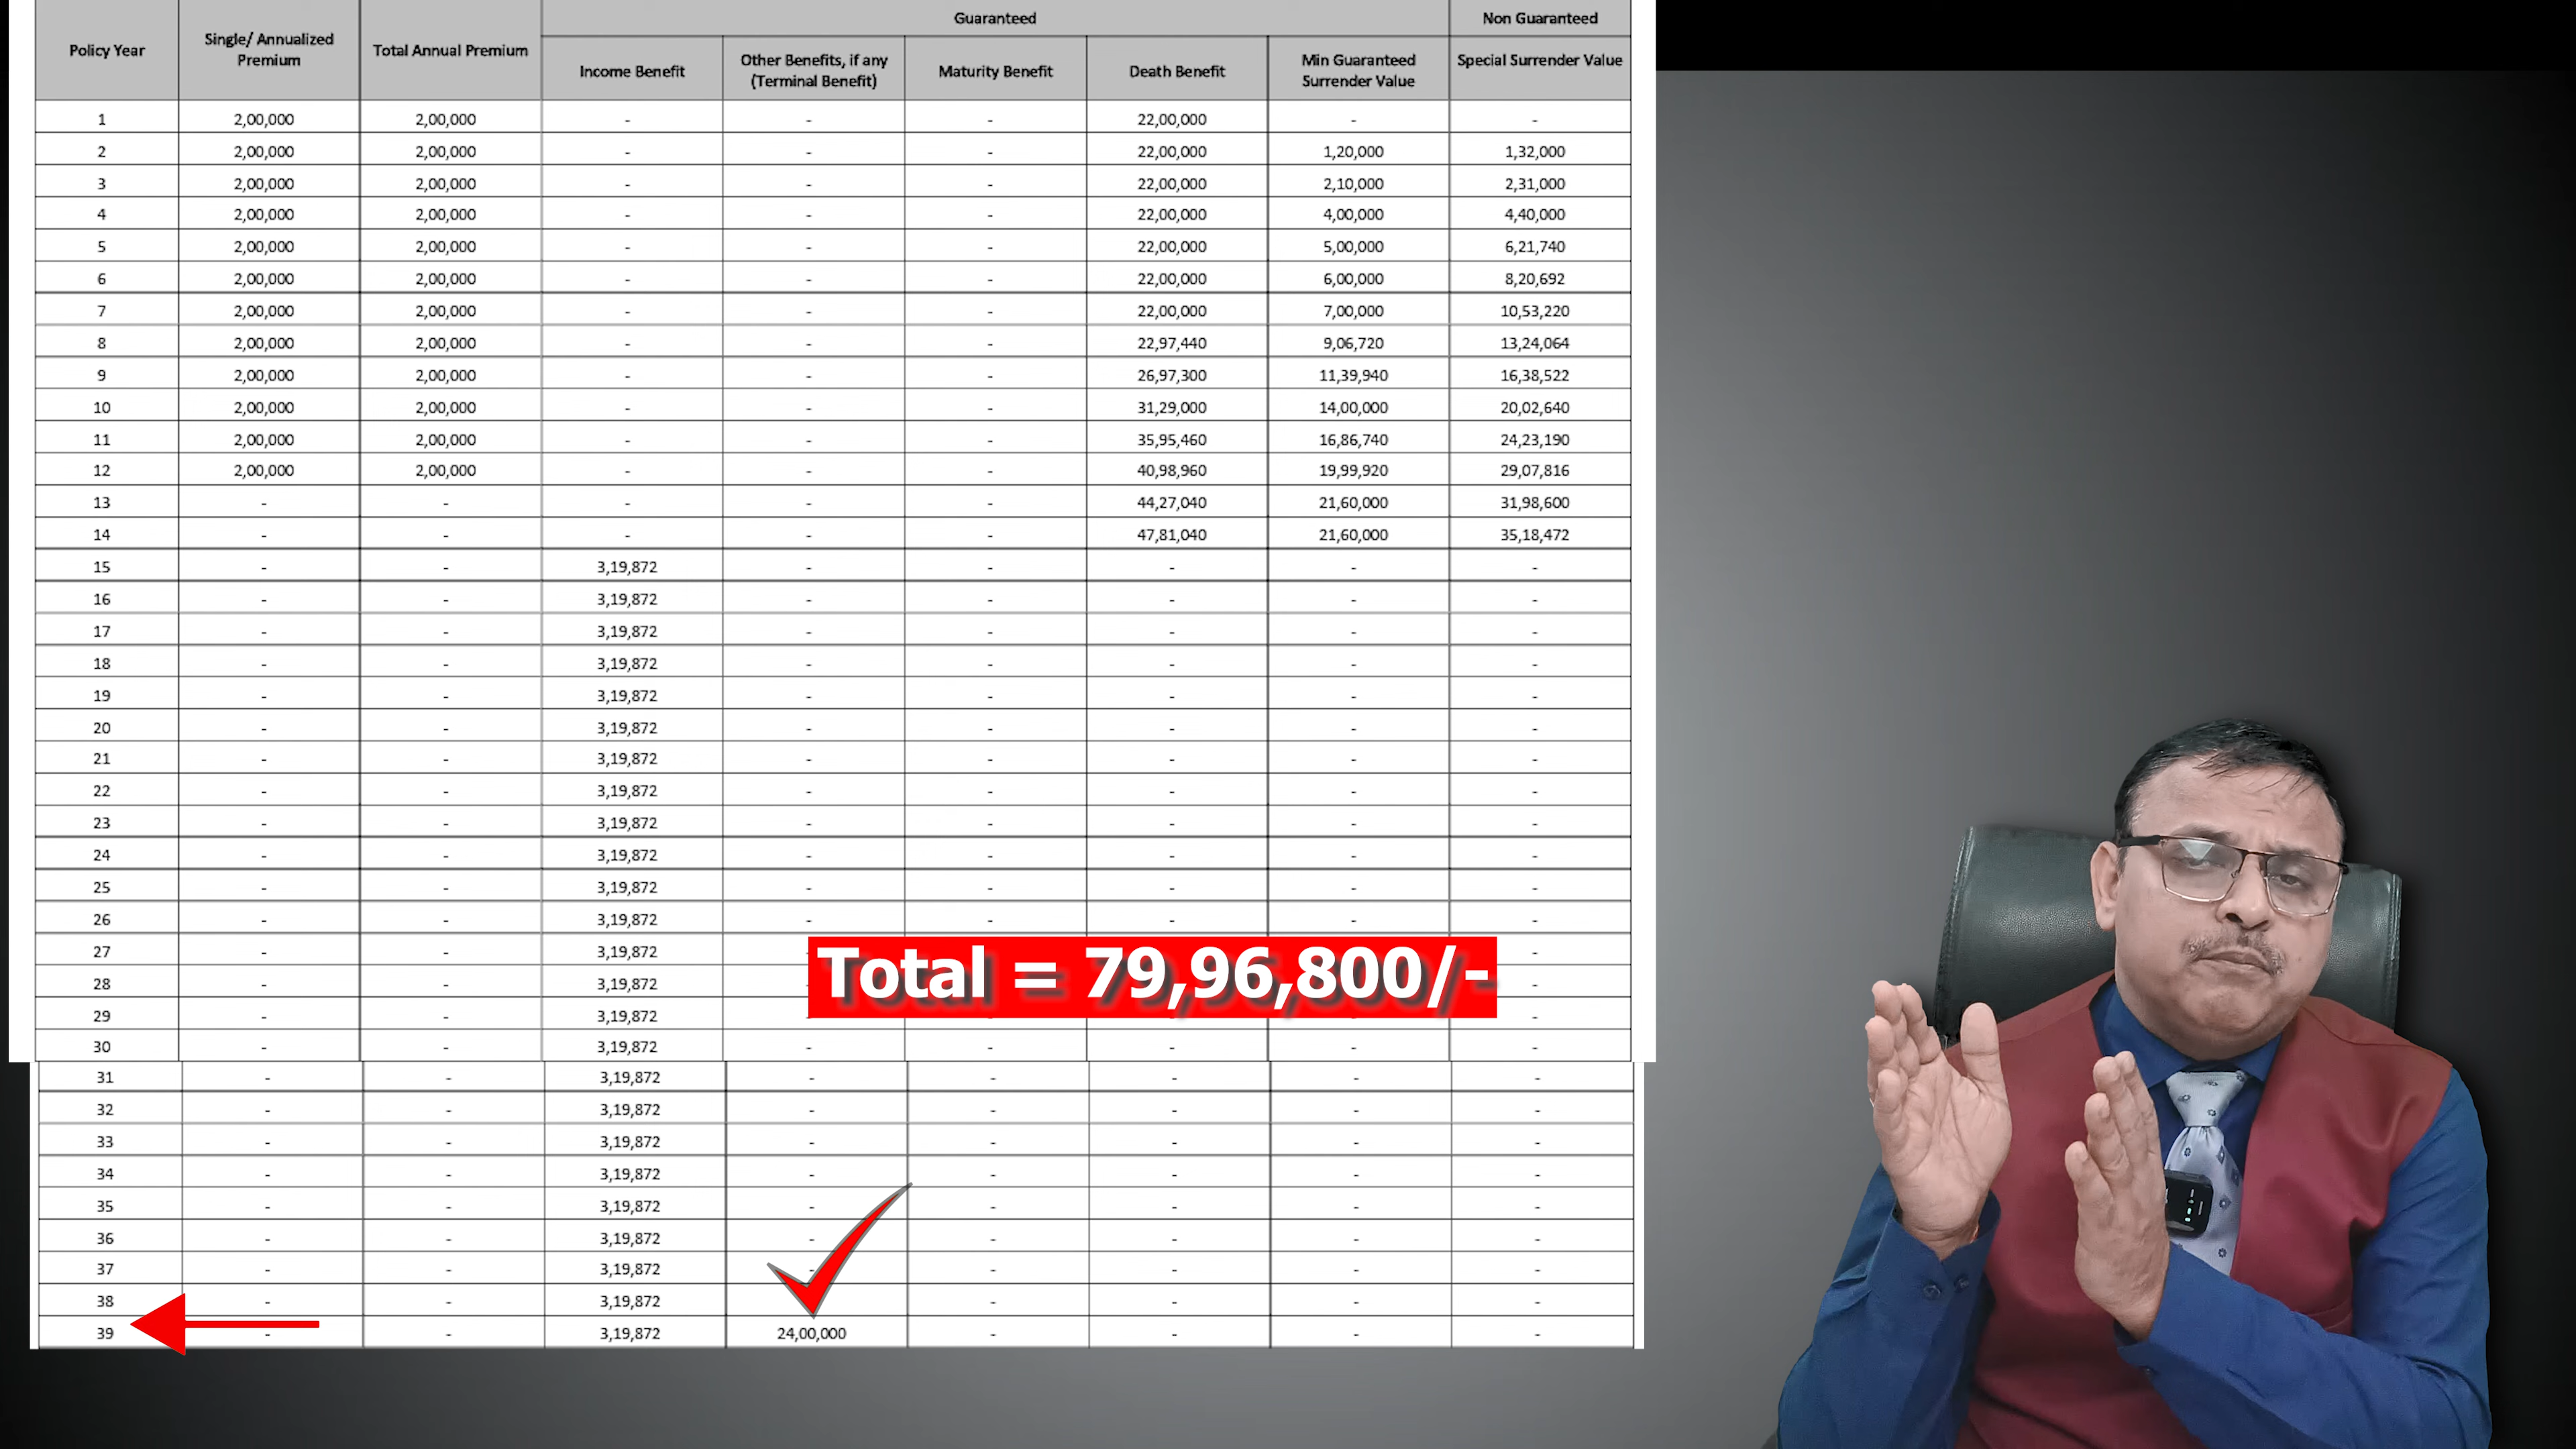 Guaranteed Non Guaranteed
Policy Year Single/ Annualized Premium Total Annual Premium Income Benefit Other Benefits, if any (Terminal Benefit) Maturity Benefit Death Benefit Min Guaranteed Surrender Value Special Surrender Value
1 2,00,000 2,00,000 - - - 22,00,000 - -
2 2,00,000 2,00,000 - - - 22,00,000 1,20,000 1,32,000
3 2,00,000 2,00,000 - - - 22,00,000 2,10,000 2,31,000
4 2,00,000 2,00,000 - - - 22,00,000 4,00,000 4,40,000
5 2,00,000 2,00,000 - - - 22,00,000 5,00,000 6,21,740
6 2,00,000 2,00,000 - - - 22,00,000 6,00,000 8,20,692
7 2,00,000 2,00,000 - - - 22,00,000 7,00,000 10,53,220
8 2,00,000 2,00,000 - - - 22,97,440 9,06,720 13,24,064
9 2,00,000 2,00,000 - - - 26,97,300 11,39,940 16,38,522
10 2,00,000 2,00,000 - - - 31,29,000 14,00,000 20,02,640
11 2,00,000 2,00,000 - - - 35,95,460 16,86,740 24,23,190
12 2,00,000 2,00,000 - - - 40,98,960 19,99,920 29,07,816
13 - - - - - 44,27,040 21,60,000 31,98,600
14 - - - - - 47,81,040 21,60,000 35,18,472
15 - - 3,19,872 - - - - -
16 - - 3,19,872 - - - - -
17 - - 3,19,872 - - - - -
18 - - 3,19,872 - - - - -
19 - - 3,19,872 - - - - -
20 - - 3,19,872 - - - - -
21 - - 3,19,872 - - - - -
22 - - 3,19,872 - - - - -
23 - - 3,19,872 - - - - -
24 - - 3,19,872 - - - - -
25 - - 3,19,872 - - - - -
26 - - 3,19,872 - - - - -
27 - - 3,19,872 -
Total = 79,96,800/-
28 - - 3,19,872 -
29 - - 3,19,872 - - - - -
30 - - 3,19,872 - - - - -
31 - - 3,19,872 - - - - -
32 - - 3,19,872 - - - - -
33 - - 3,19,872 - - - - -
34 - - 3,19,872 - - - - -
35 - - 3,19,872 - - - - -
36 - - 3,19,872 - - - - -
37 - - 3,19,872 - - - - -
38 - - 3,19,872 - - - -
39 - - 3,19,872 24,00,000 - - - -